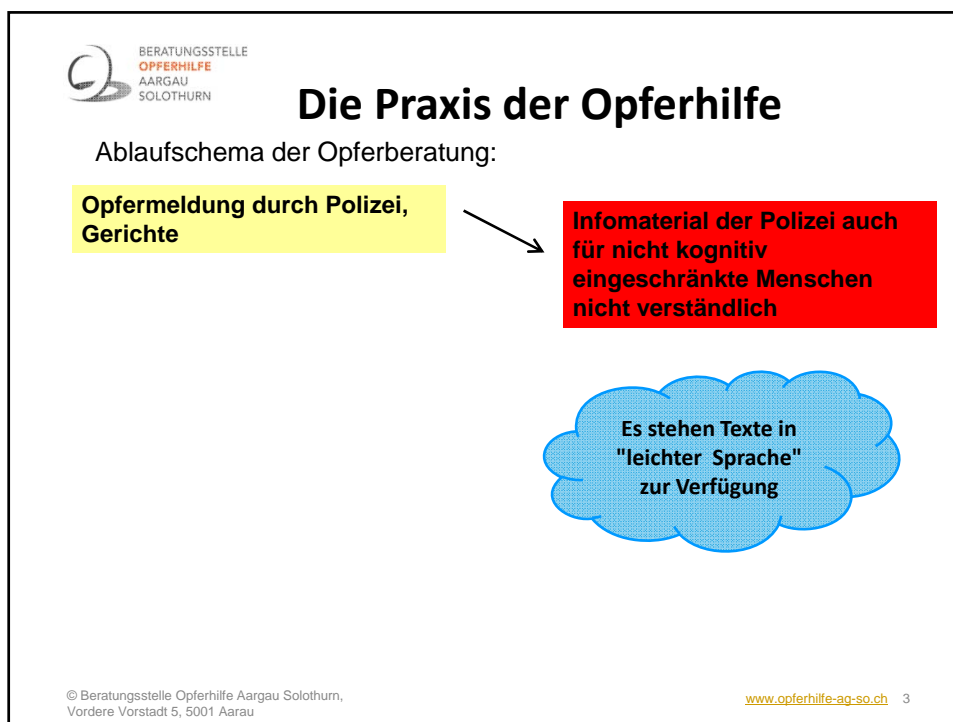 BERATUNGSSTELLE
OPFERHILFE
AARGAU
SOLOTHURN
Die Praxis der Opferhilfe
Ablaufschema der Opferberatung:
Opfermeldung durch Polizei,
Gerichte
Infomaterial der Polizei auch
für nicht kognitiv
eingeschränkte Menschen
nicht verständlich
Es stehen Texte in
"leichter Sprache"
zur Verfügung
© Beratungsstelle Opferhilfe Aargau Solothurn,
Vordere Vorstadt 5, 5001 Aarau
www.opferhilfe-ag-so.ch 3